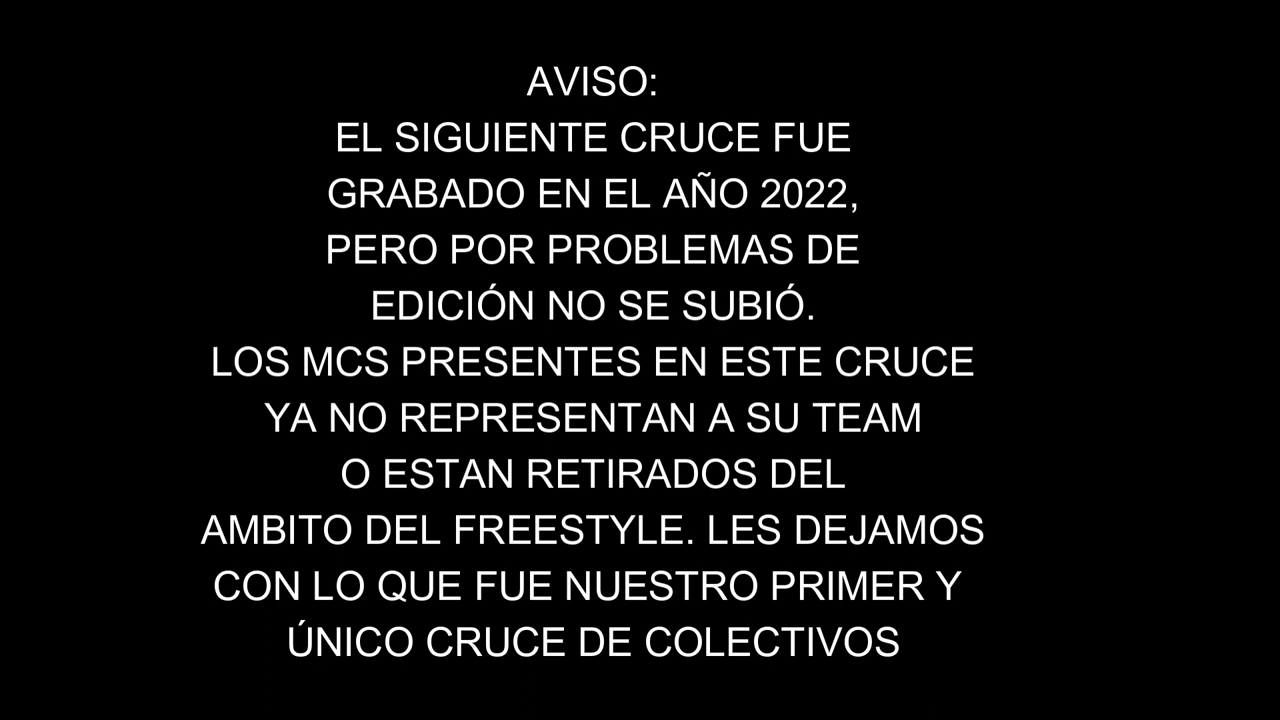 AVISO:
EL SIGUIENTE CRUCE FUE
GRABADO EN EL AÑO 2022,
PERO POR PROBLEMAS DE
EDICIÓN NO SE SUBIÓ.
LOS MCS PRESENTES EN ESTE CRUCE
YA NO REPRESENTAN A SU TEAM
O ESTAN RETIRADOS DEL
AMBITO DEL FREESTYLE. LES DEJAMOS
CON LO QUE FUE NUESTRO PRIMER Y
ÚNICO CRUCE DE COLECTIVOS